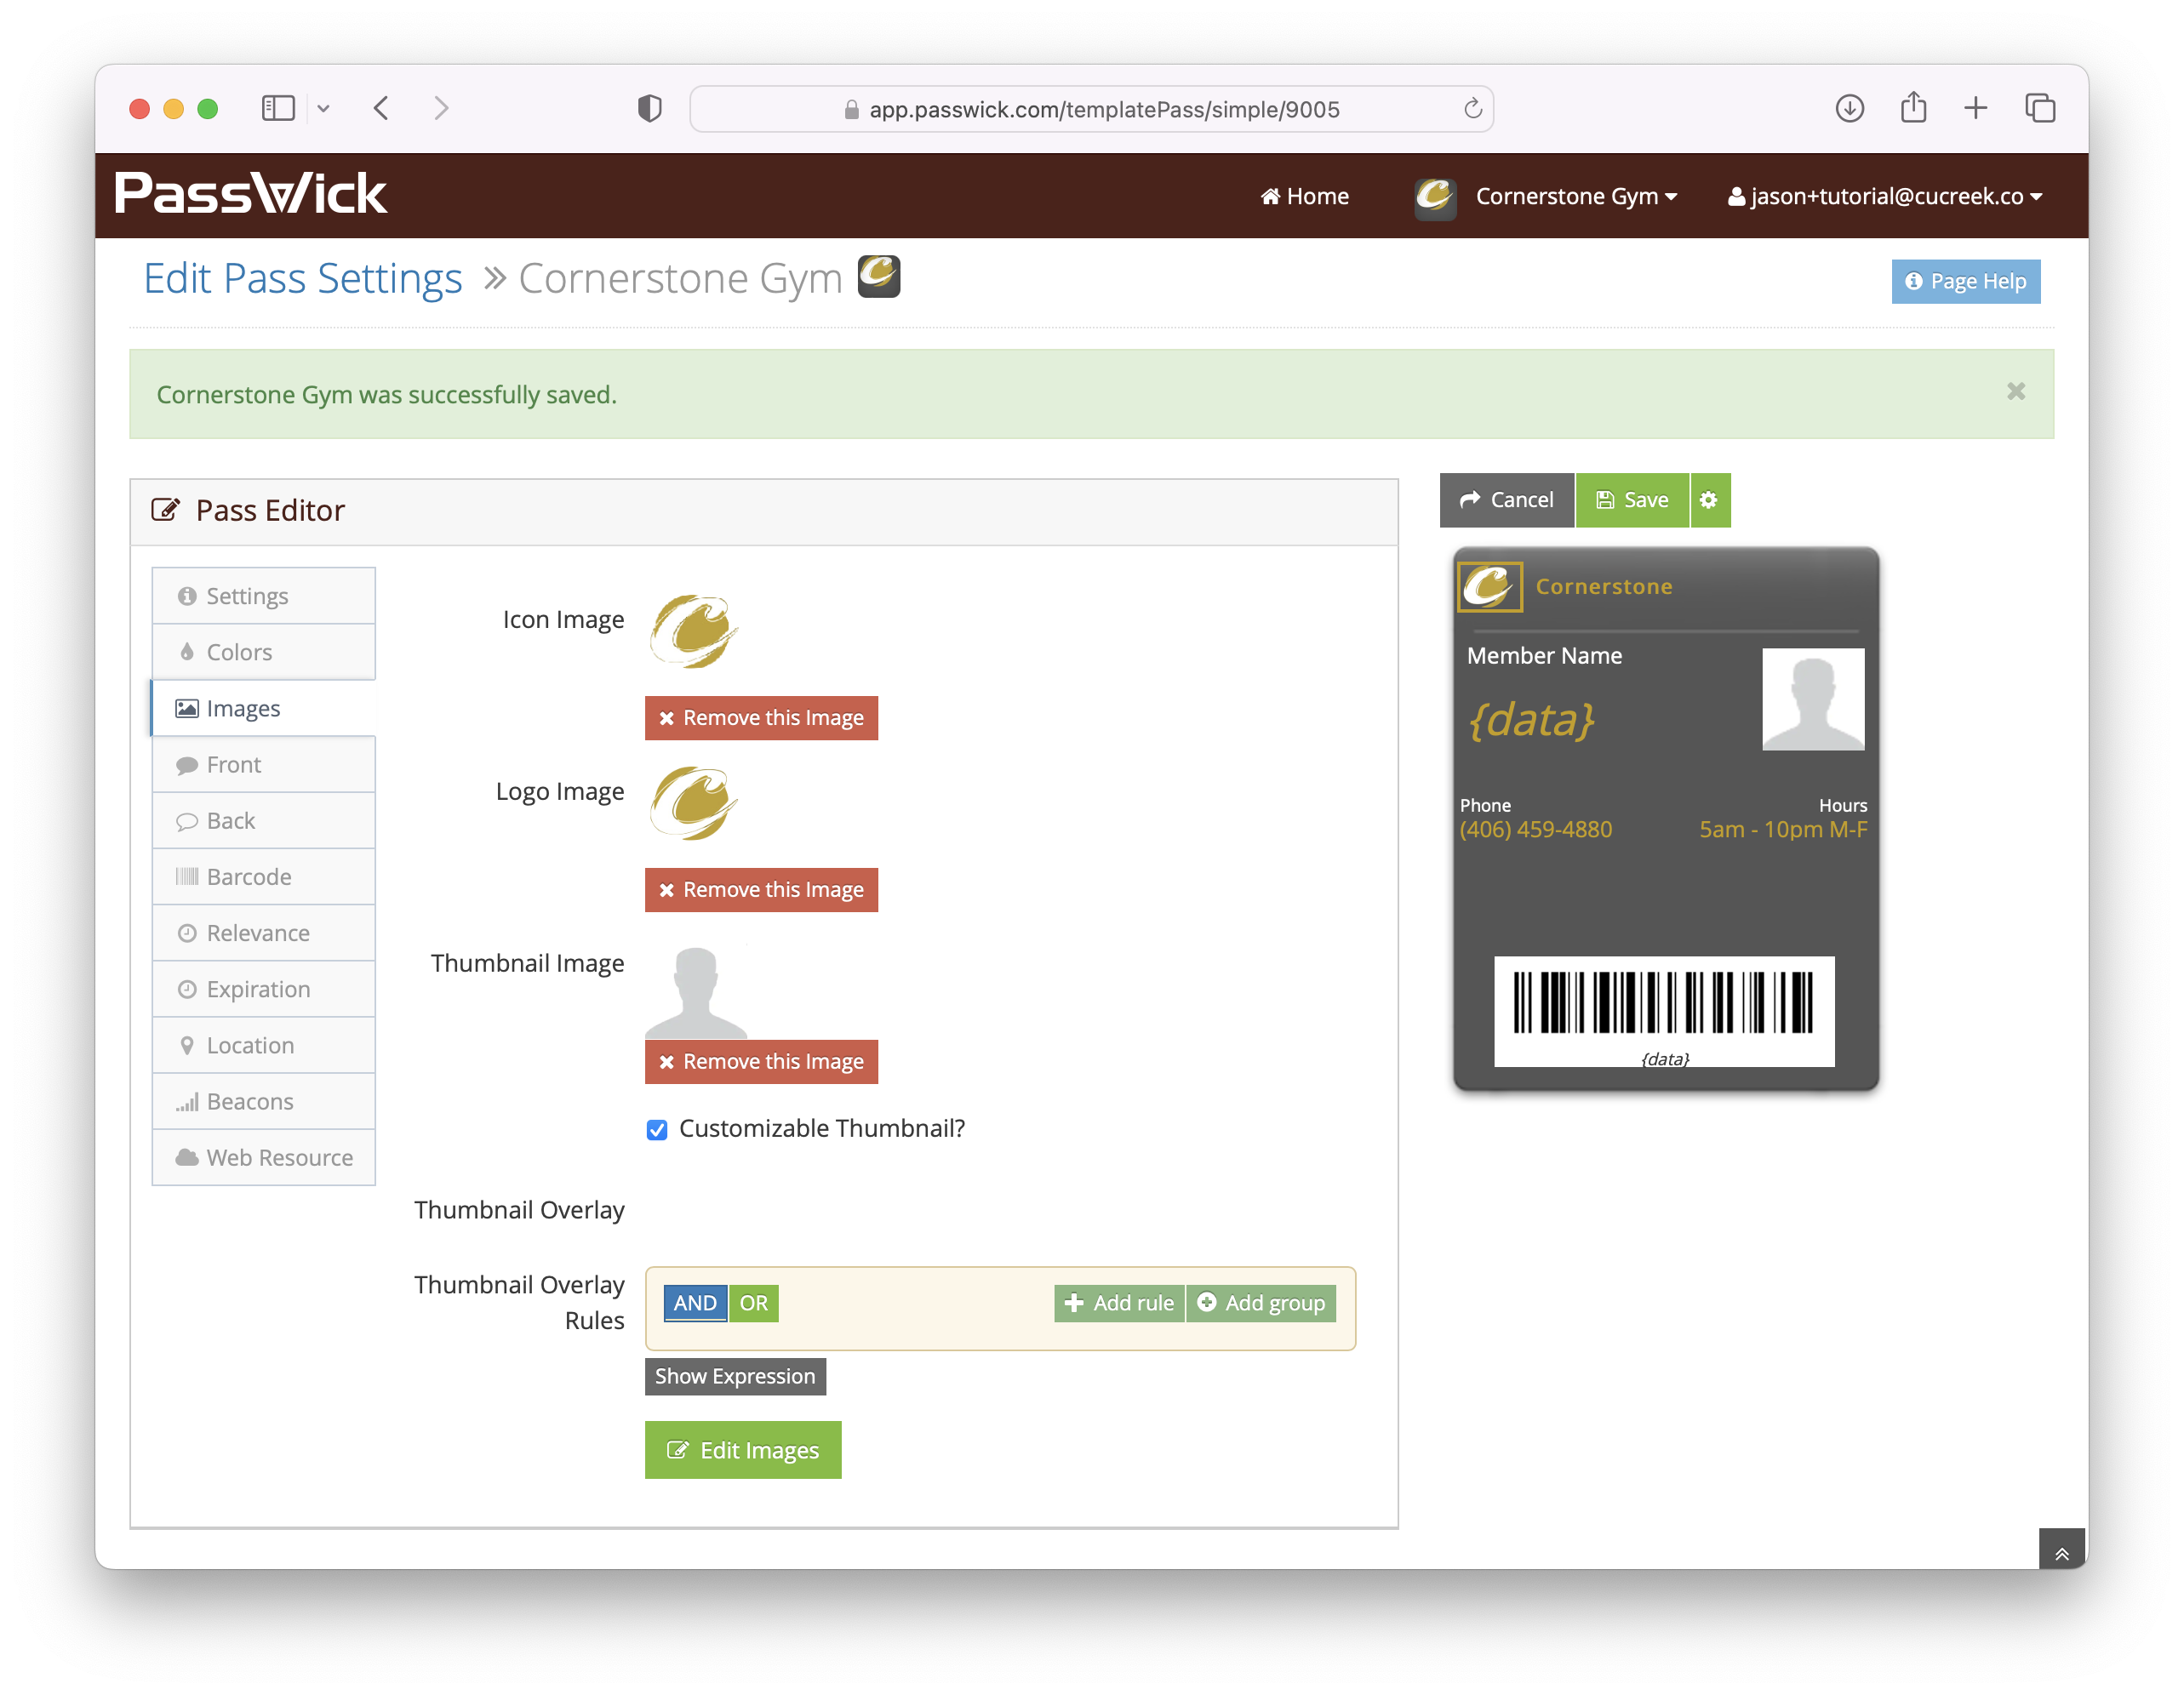 app.passwick.com/templatePass/simple/9005
PassWick
Home
Cornerstone Gym
jason+tutorial@cucreek.co
Edit Pass Settings » Cornerstone Gym
Page Help
Cornerstone Gym was successfully saved.
Pass Editor
Settings
Colors
Images
Front
Back
Barcode
Relevance
Expiration
Location
Beacons
Web Resource
Icon Image
Remove this Image
Logo Image
Remove this Image
Thumbnail Image
Remove this Image
Customizable Thumbnail?
Thumbnail Overlay
Thumbnail Overlay
Rules
AND OR
Add rule Add group
Show Expression
Edit Images
Cancel
Save
Cornerstone
Member Name
{data}
Phone
(406) 459-4880
Hours
5am - 10pm M-F
{data}